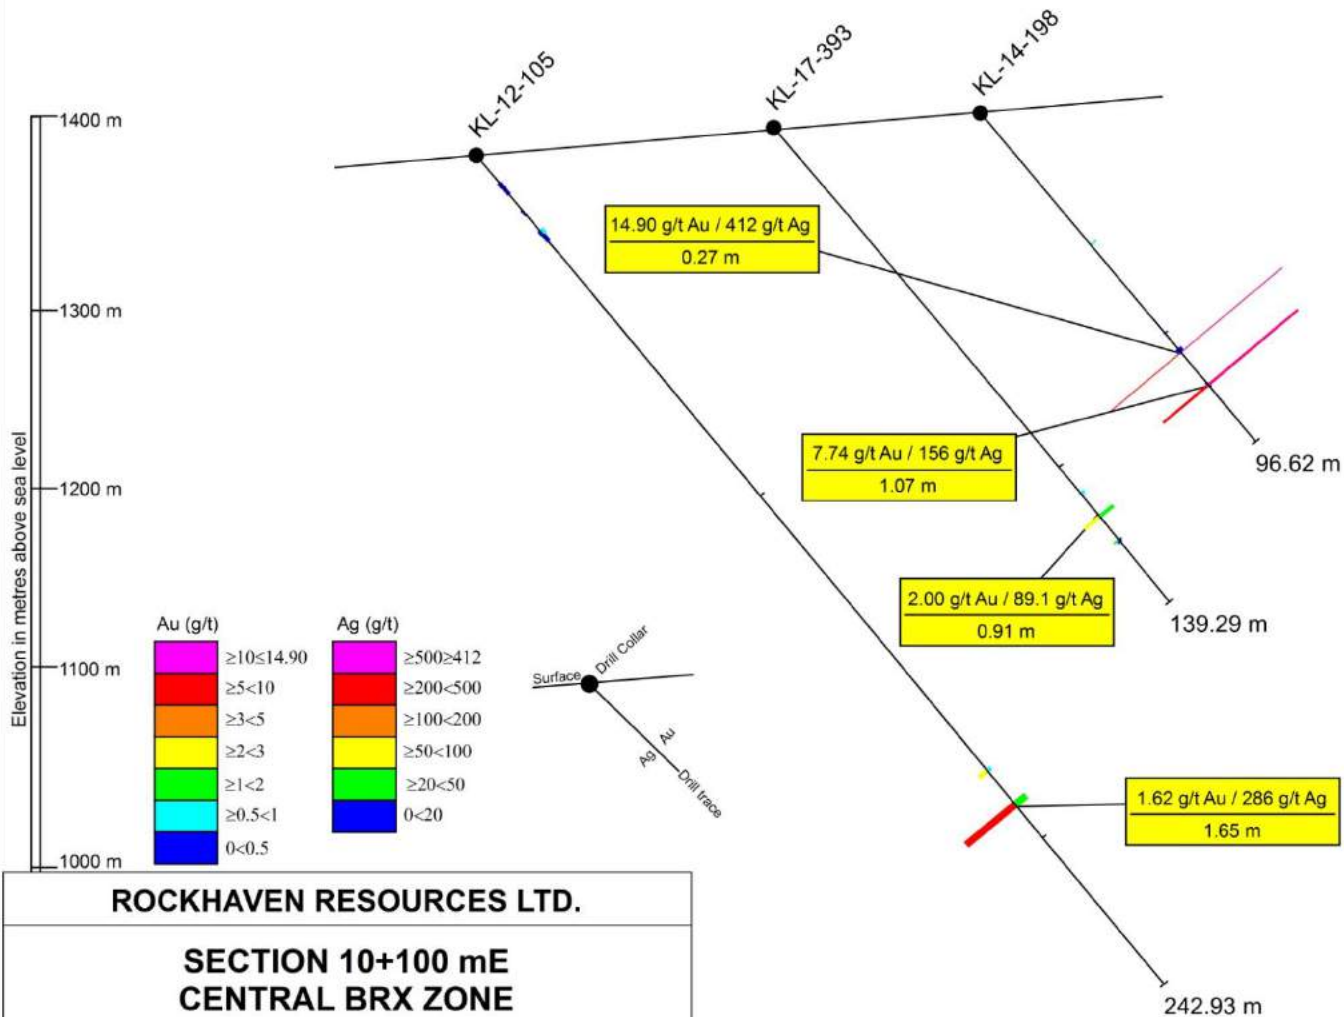 KL-12-105
KL-17-393
KL-14-198
1400 m
1300 m
1200 m
1100 m
1000 m
Elevation in metres above sea level
14.90 g/t Au / 412 g/t Ag
0.27 m
7.74 g/t Au / 156 g/t Ag
1.07 m
96.62 m
2.00 g/t Au / 89.1 g/t Ag
0.91 m
139.29 m
1.62 g/t Au / 286 g/t Ag
1.65 m
242.93 m
Au (g/t)
≥10≤14.90
≥5<10
≥3<5
≥2<3
≥1<2
≥0.5<1
0<0.5
Ag (g/t)
≥500≥412
≥200<500
≥100<200
≥50<100
≥20<50
0<20
Surface
Drill Collar
Au
Ag
Drill trace
ROCKHAVEN RESOURCES LTD.
SECTION 10+100 mE
CENTRAL BRX ZONE